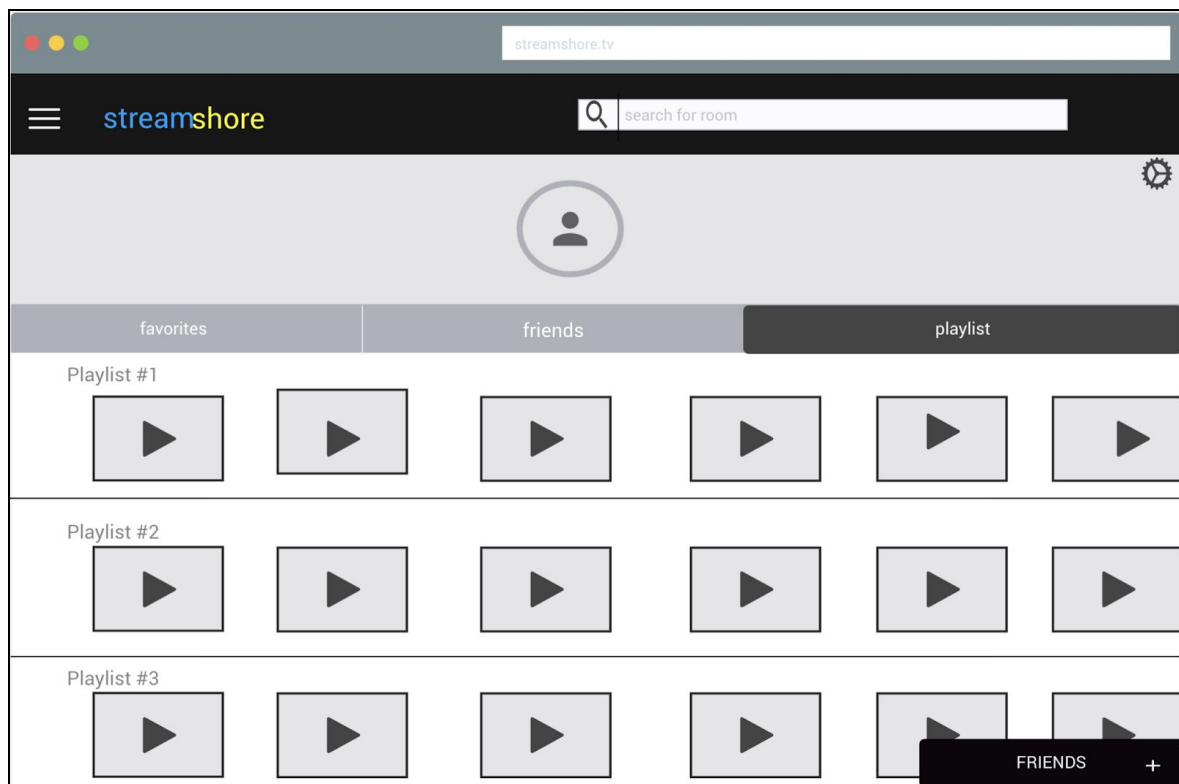 streamshore.tv
streamshore
search for room
favorites friends playlist
Playlist #1
Playlist #2
Playlist #3
FRIENDS +